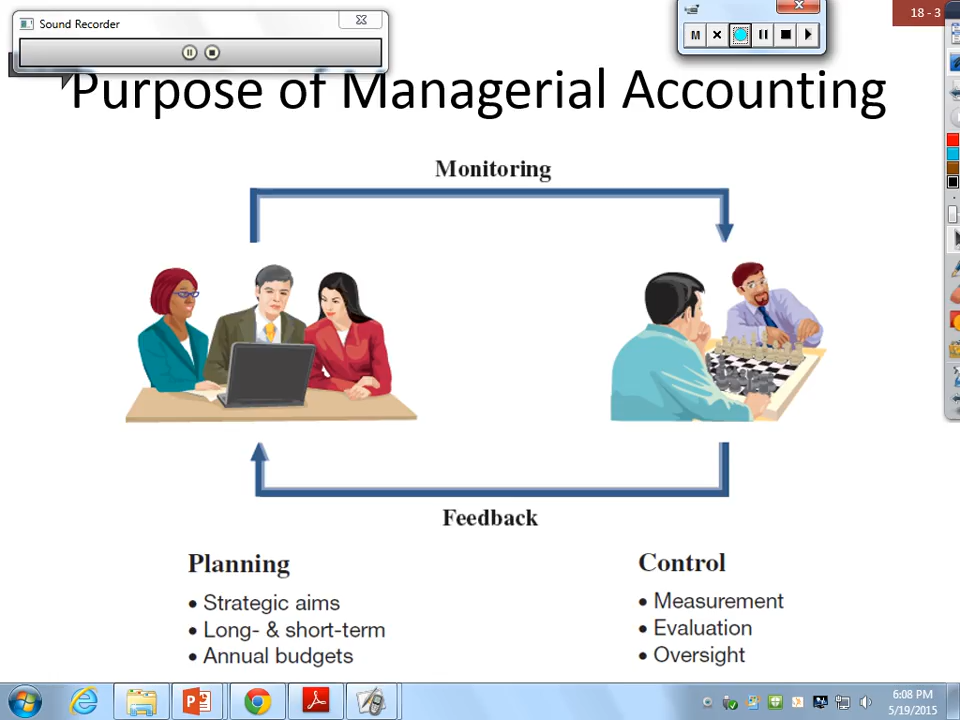 Sound Recorder
18 - 3
M
Purpose of Managerial Accounting
Monitoring
Feedback
Planning
• Strategic aims
• Long- & short-term
• Annual budgets
Control
• Measurement
• Evaluation
• Oversight
6:08 PM
5/19/2015